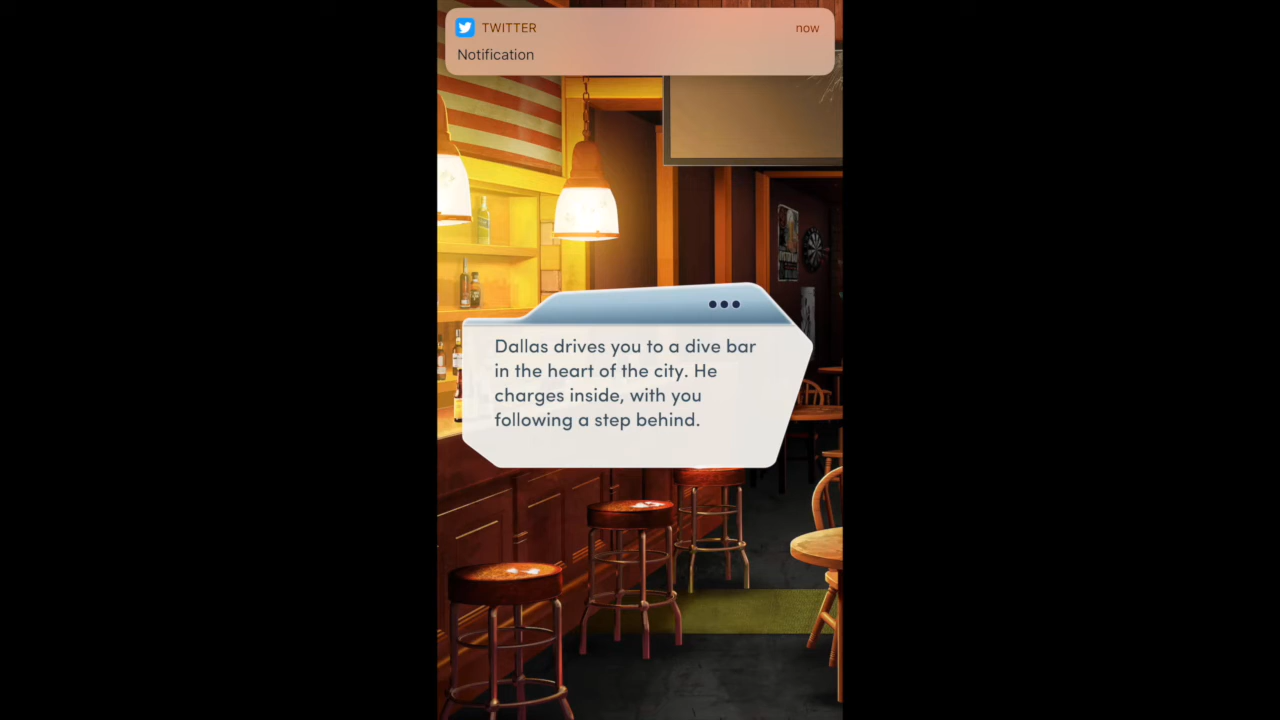 TWITTER
now
Notification
Dallas drives you to a dive bar
in the heart of the city. He
charges inside, with you
following a step behind.